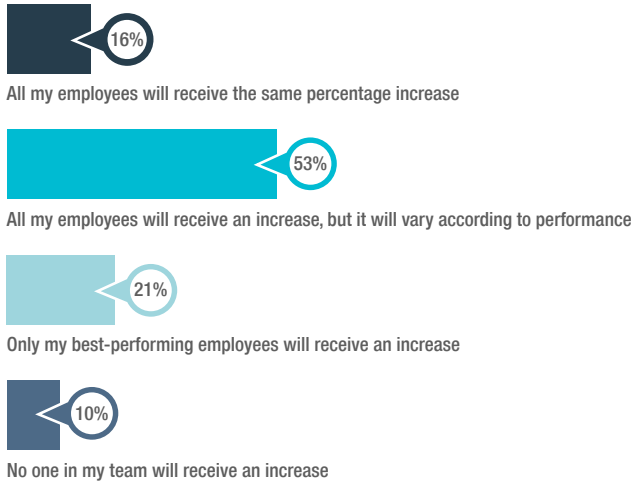 16%
All my employees will receive the same percentage increase
53%
All my employees will receive an increase, but it will vary according to performance
21%
Only my best-performing employees will receive an increase
10%
No one in my team will receive an increase